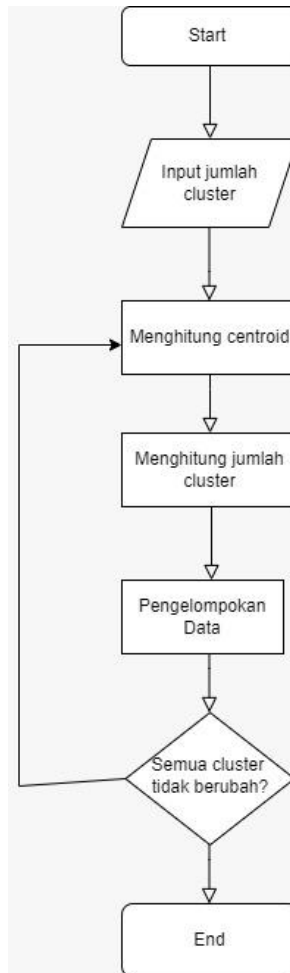 Start
Input jumlah
cluster
Menghitung centroid
Menghitung jumlah
cluster
Pengelompokan
Data
Semua cluster
tidak berubah?
End